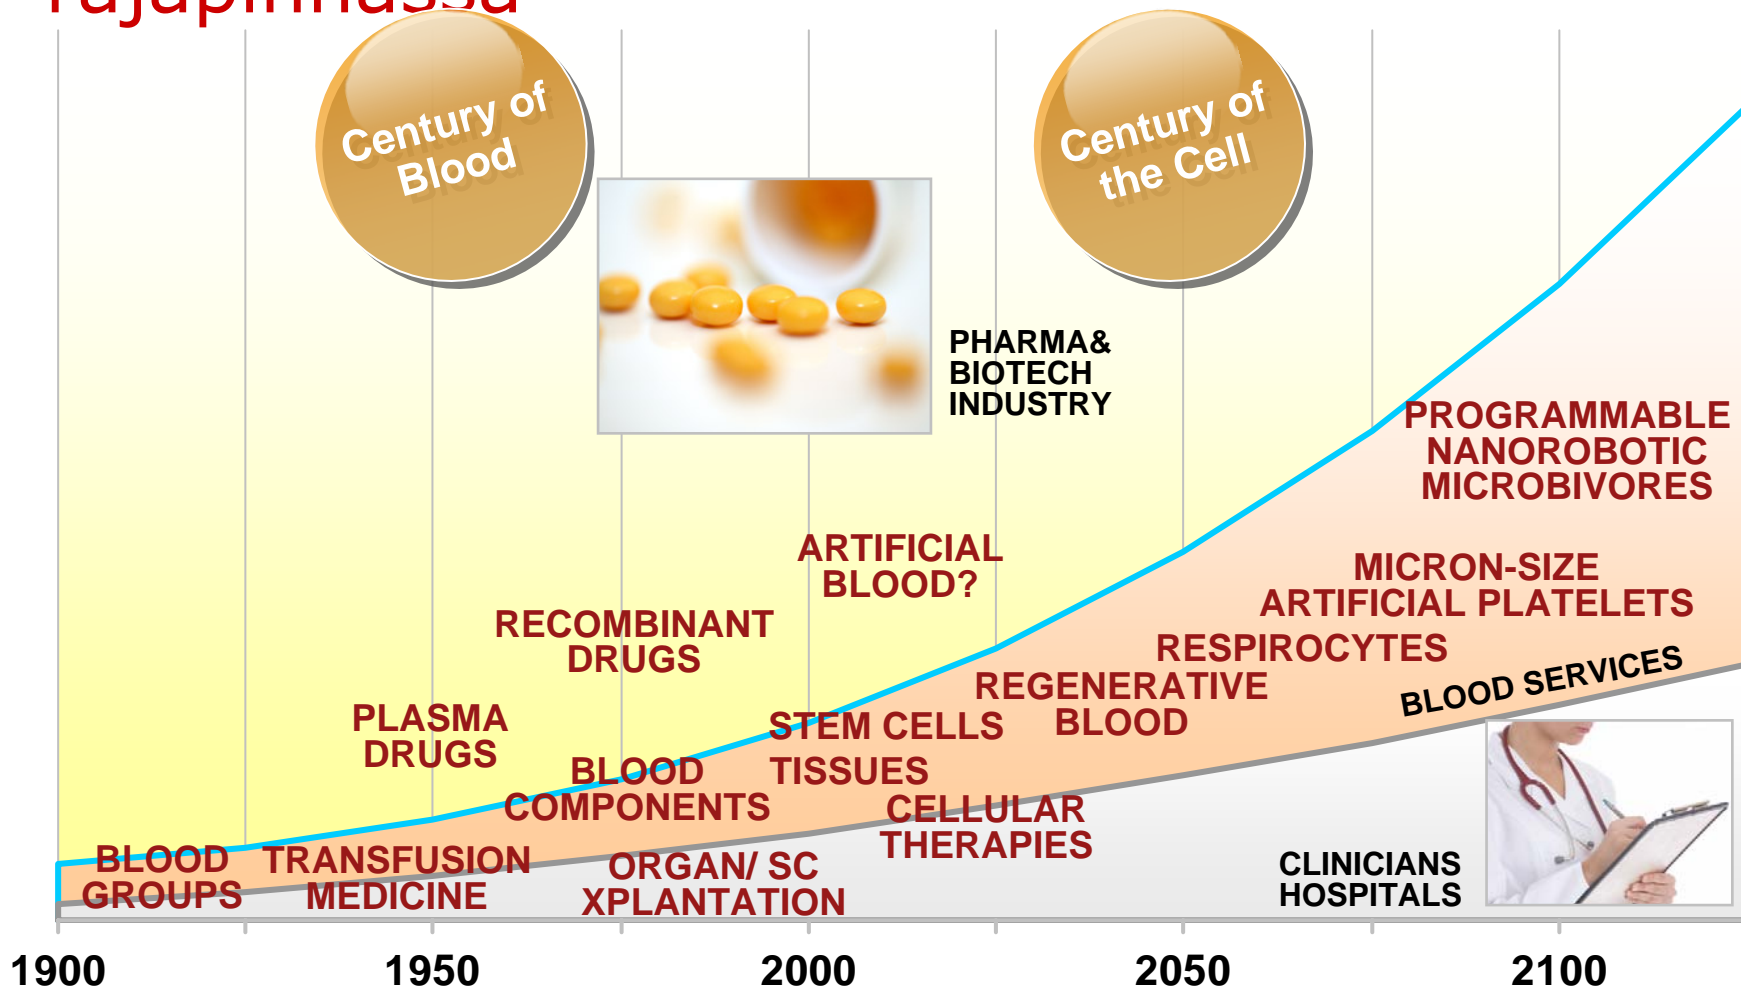 rajapinnassa
Century of
Blood
Century of
the Cell
PHARMA&
BIOTECH
INDUSTRY
PROGRAMMABLE
NANOROBOTIC
MICROBIVORES
ARTIFICIAL
BLOOD?
MICRON-SIZE
ARTIFICIAL PLATELETS
RECOMBINANT
DRUGS
RESPIROCYTES
BLOOD SERVICES
REGENERATIVE
BLOOD
PLASMA
DRUGS
STEM CELLS
BLOOD
COMPONENTS
TISSUES
CELLULAR
THERAPIES
BLOOD
GROUPS
TRANSFUSION
MEDICINE
ORGAN/ SC
XPLANTATION
CLINICIANS
HOSPITALS
1900 1950 2000 2050 2100